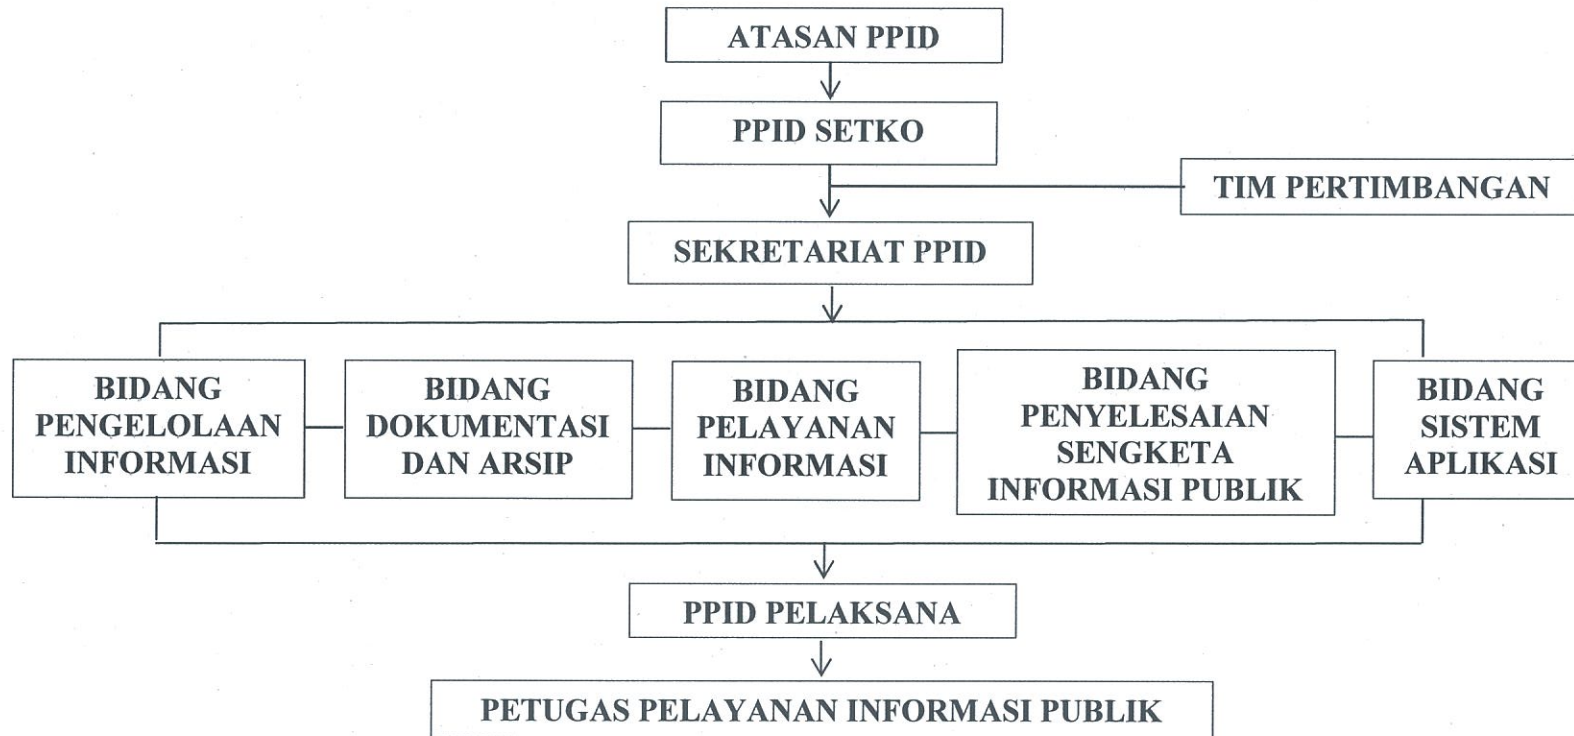 ATASAN PPID
PPID SETKO
TIM PERTIMBANGAN
SEKRETARIAT PPID
BIDANG
PENGELOLAAN
INFORMASI
BIDANG
DOKUMENTASI
DAN ARSIP
BIDANG
PELAYANAN
INFORMASI
BIDANG
PENYELESAIAN
SENGKETA
INFORMASI PUBLIK
BIDANG
SISTEM
APLIKASI
PPID PELAKSANA
PETUGAS PELAYANAN INFORMASI PUBLIK